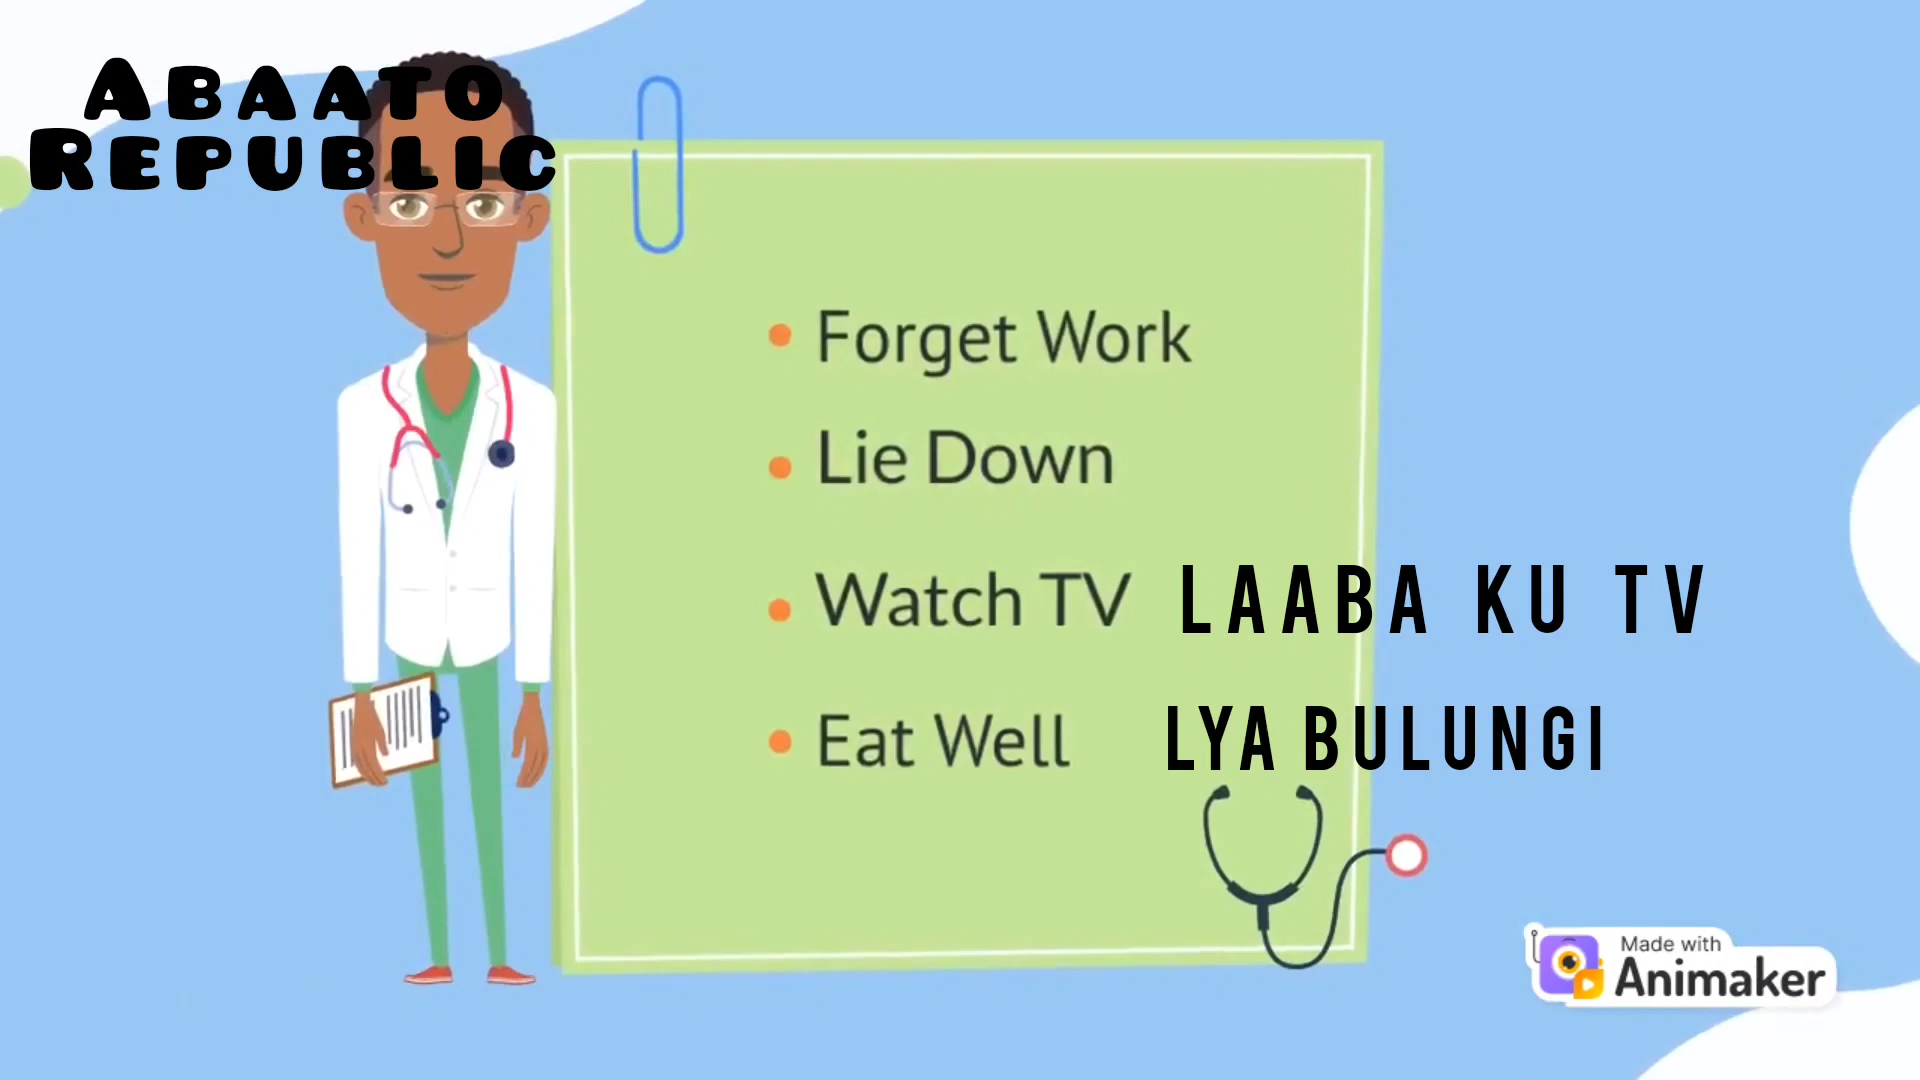 Abaato
Republic
Forget Work
Lie Down
Watch TV LAABA KU TV
Eat Well LYA BULUNGI
Made with
Animaker